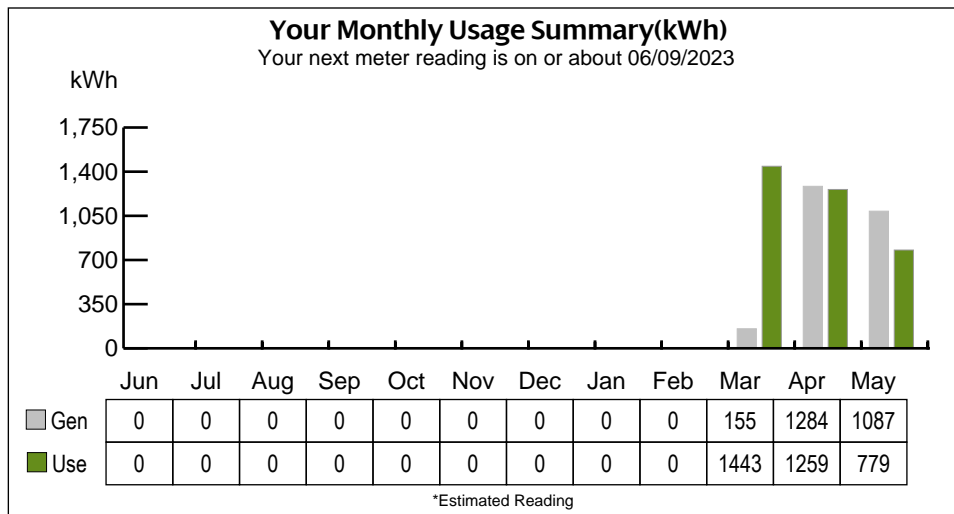 Your Monthly Usage Summary(kWh)
Your next meter reading is on or about 06/09/2023
kWh
1,750
1,400
1,050
700
350
0
Jun Jul Aug Sep Oct Nov Dec Jan Feb Mar Apr May
Gen 0 0 0 0 0 0 0 0 0 155 1284 1087
Use 0 0 0 0 0 0 0 0 0 1443 1259 779
*Estimated Reading